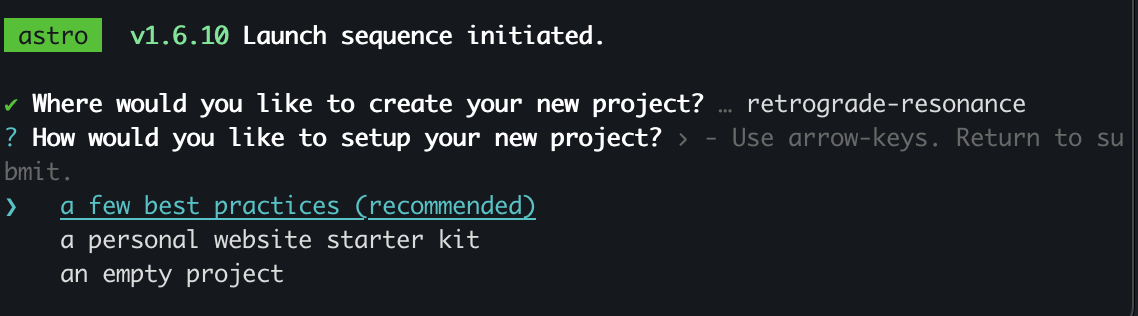 astro v1.6.10 Launch sequence initiated.
✔ Where would you like to create your new project? … retrograde-resonance
? How would you like to setup your new project? › - Use arrow-keys. Return to su
bmit.
❯ a few best practices (recommended)
a personal website starter kit
an empty project